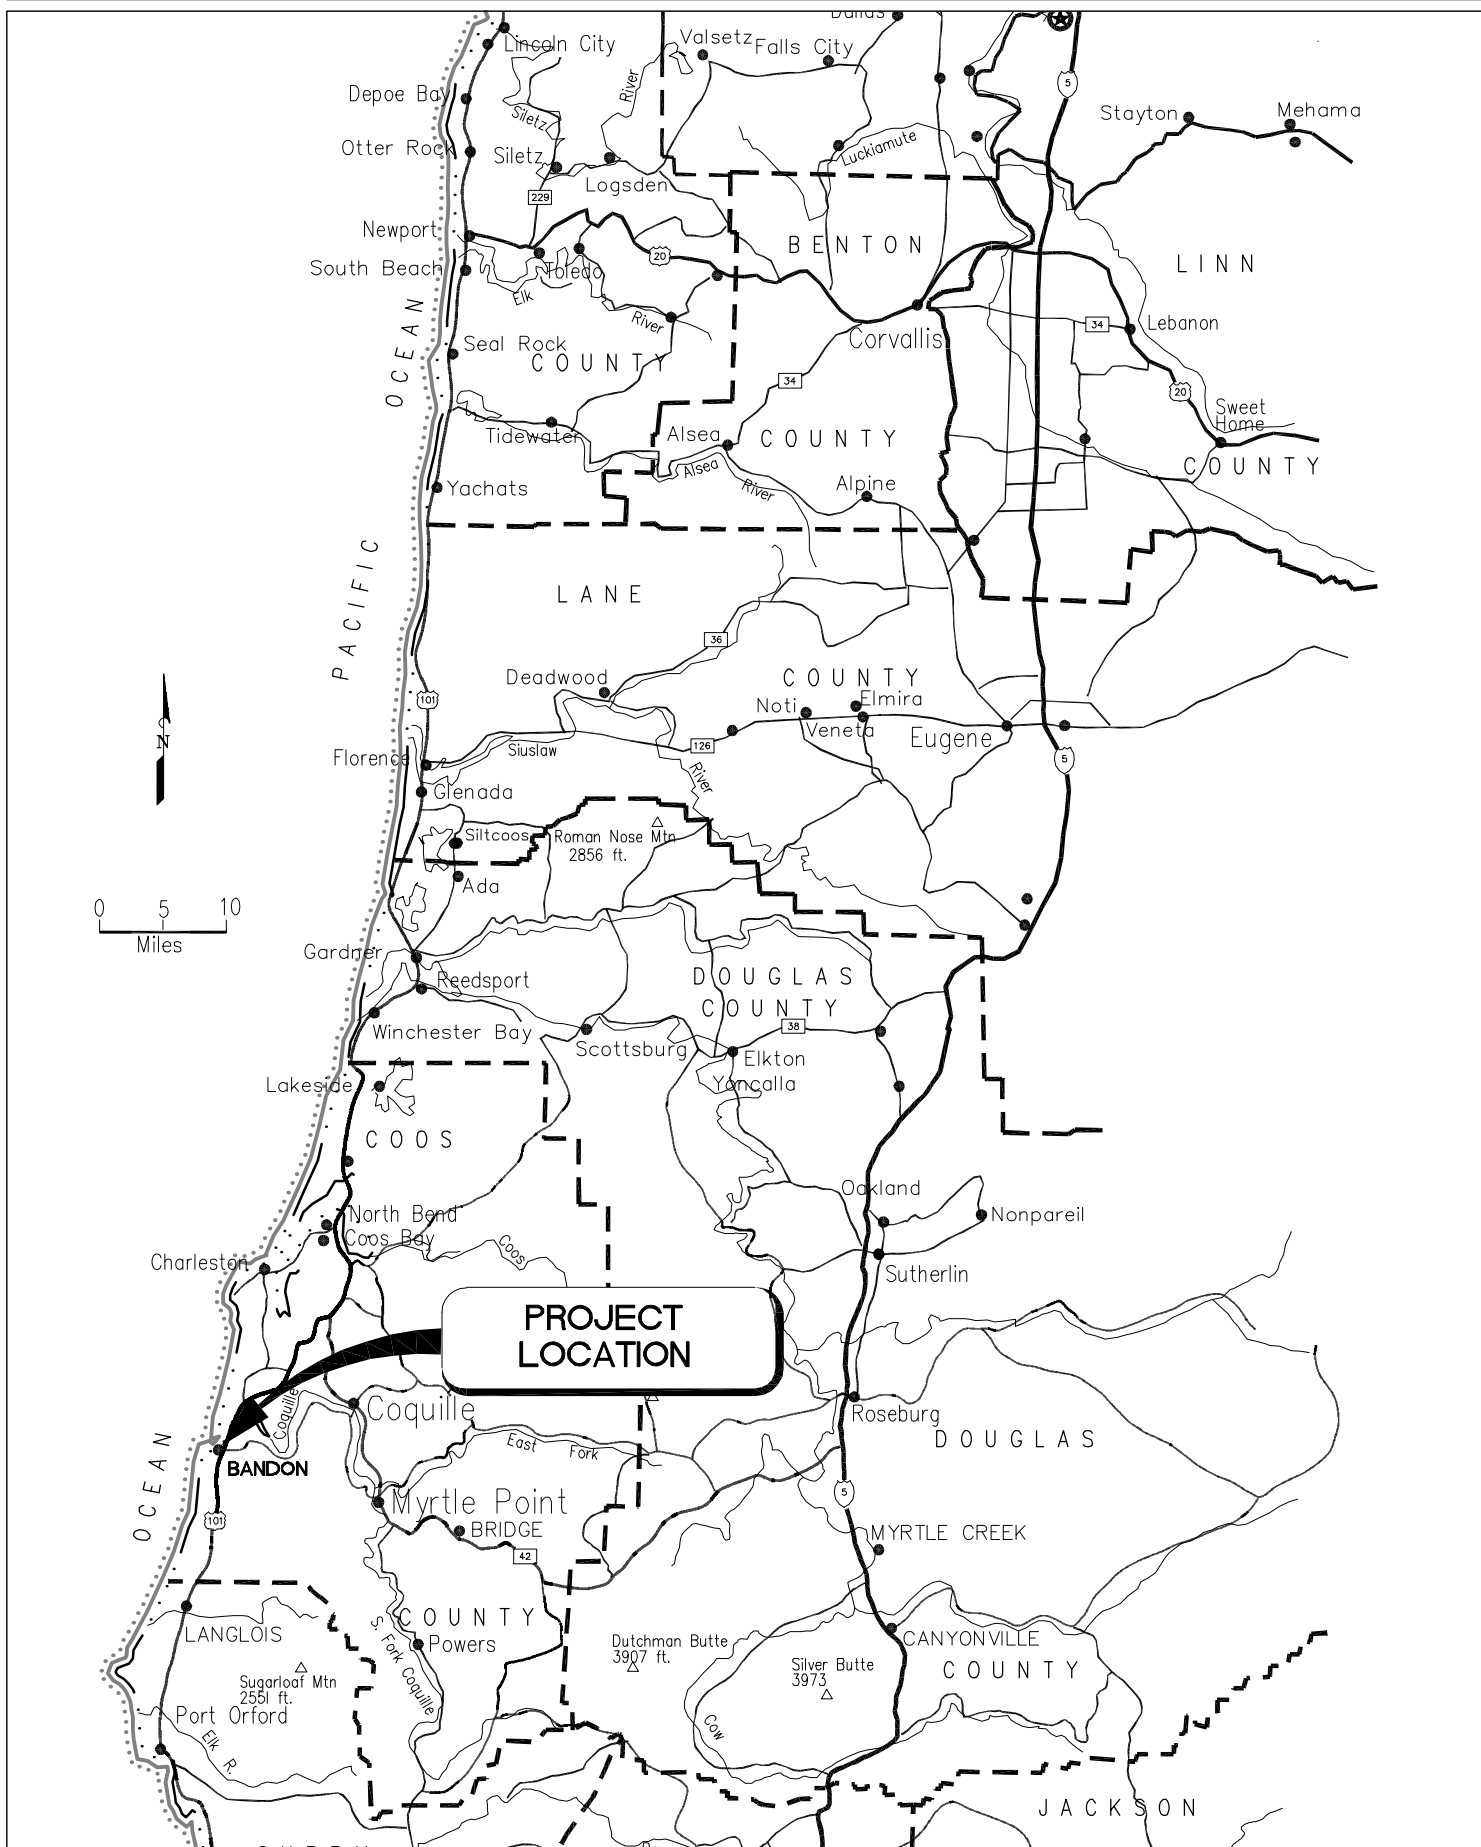 Dallas
Lincoln City
Valsetz
Falls City
River
5
Depoe Bay
Siletz
Stayton
Mehama
Otter Rock
Siletz
Luckiamute
Logsden
229
Newport
BENTON
20
LINN
South Beach
Toledo
Elk
River
OCEAN
34
Lebanon
Seal Rock
COUNTY
Corvallis
34
20
Sweet
Home
Tidewater
Alsea
COUNTY
COUNTY
Alsea
River
Yachats
Alpine
PACIFIC
LANE
36
Deadwood
COUNTY
101
Noti
Elmira
Veneta
Eugene
N
126
Siuslaw
Florence
5
River
Glenada
Siltcoos
Roman Nose Mtn
2856 ft.
Ada
0 5 10
Miles
Gardner
Reedsport
DOUGLAS
COUNTY
Winchester Bay
38
Scottsburg
Elkton
Yoncalla
Lakeside
COOS
Oakland
North Bend
Nonpareil
Coos Bay
Coos
Charleston
Sutherlin
PROJECT
LOCATION
Coquille
Coquille
Roseburg
OCEAN
East Fork
DOUGLAS
BANDON
5
Myrtle Point
101
BRIDGE
MYRTLE CREEK
42
COUNTY
LANGLOIS
S. Fork Coquille
Powers
Dutchman Butte
3907 ft.
CANYONVILLE
Silver Butte
3973
COUNTY
Sugarloaf Mtn
2551 ft.
Port Orford
Elk R.
Cow
JACKSON